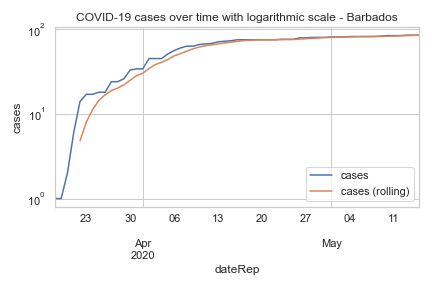 COVID-19 cases over time with logarithmic scale - Barbados
cases
10²
10¹
10⁰
cases
cases (rolling)
23 30 06 13 20 27 04 11
Apr May
2020
dateRep